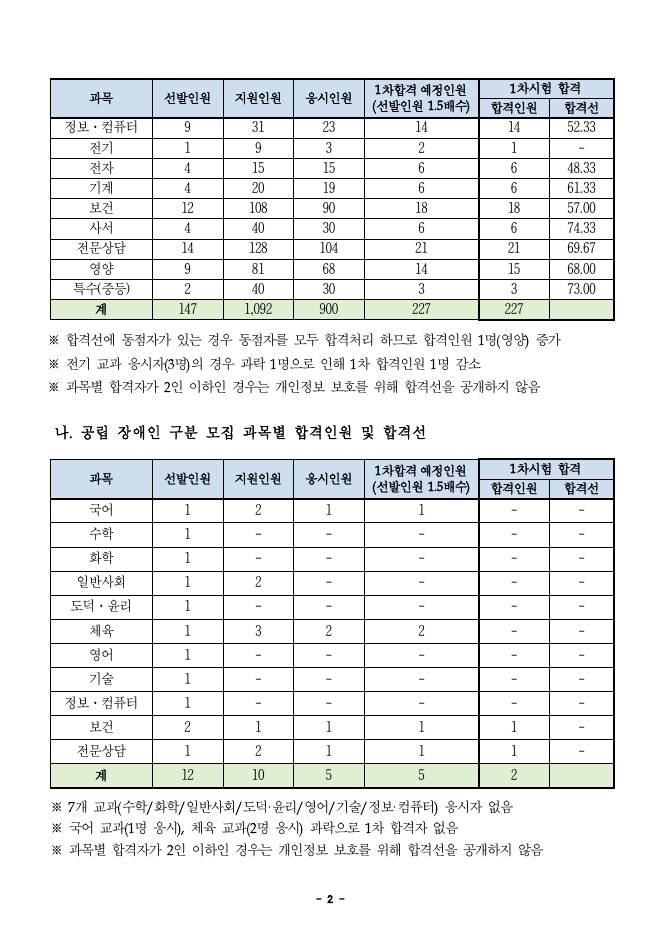 과목 선발인원 지원인원 응시인원 1차합격 예정인원 (선발인원 1.5배수) 1차시험 합격
합격인원 합격선
정보·컴퓨터 9 31 23 14 14 52.33
전기 1 9 3 2 1 -
전자 4 15 15 6 6 48.33
기계 4 20 19 6 6 61.33
보건 12 108 90 18 18 57.00
사서 4 40 30 6 6 74.33
전문상담 14 128 104 21 21 69.67
영양 9 81 68 14 15 68.00
특수(중등) 2 40 30 3 3 73.00
계 147 1,092 900 227 227
※ 합격선에 동점자가 있는 경우 동점자를 모두 합격처리 하므로 합격인원 1명(영양) 증가
※ 전기 교과 응시자(3명)의 경우 과락 1명으로 인해 1차 합격인원 1명 감소
※ 과목별 합격자가 2인 이하인 경우는 개인정보 보호를 위해 합격선을 공개하지 않음
나. 공립 장애인 구분 모집 과목별 합격인원 및 합격선
과목 선발인원 지원인원 응시인원 1차합격 예정인원 (선발인원 1.5배수) 1차시험 합격
합격인원 합격선
국어 1 2 1 1 - -
수학 1 - - - - -
화학 1 - - - - -
일반사회 1 2 - - - -
도덕·윤리 1 - - - - -
체육 1 3 2 2 - -
영어 1 - - - - -
기술 1 - - - - -
정보·컴퓨터 1 - - - - -
보건 2 1 1 1 1 -
전문상담 1 2 1 1 1 -
계 12 10 5 5 2
※ 7개 교과(수학/화학/일반사회/도덕·윤리/영어/기술/정보·컴퓨터) 응시자 없음
※ 국어 교과(1명 응시), 체육 교과(2명 응시) 과락으로 1차 합격자 없음
※ 과목별 합격자가 2인 이하인 경우는 개인정보 보호를 위해 합격선을 공개하지 않음
- 2 -